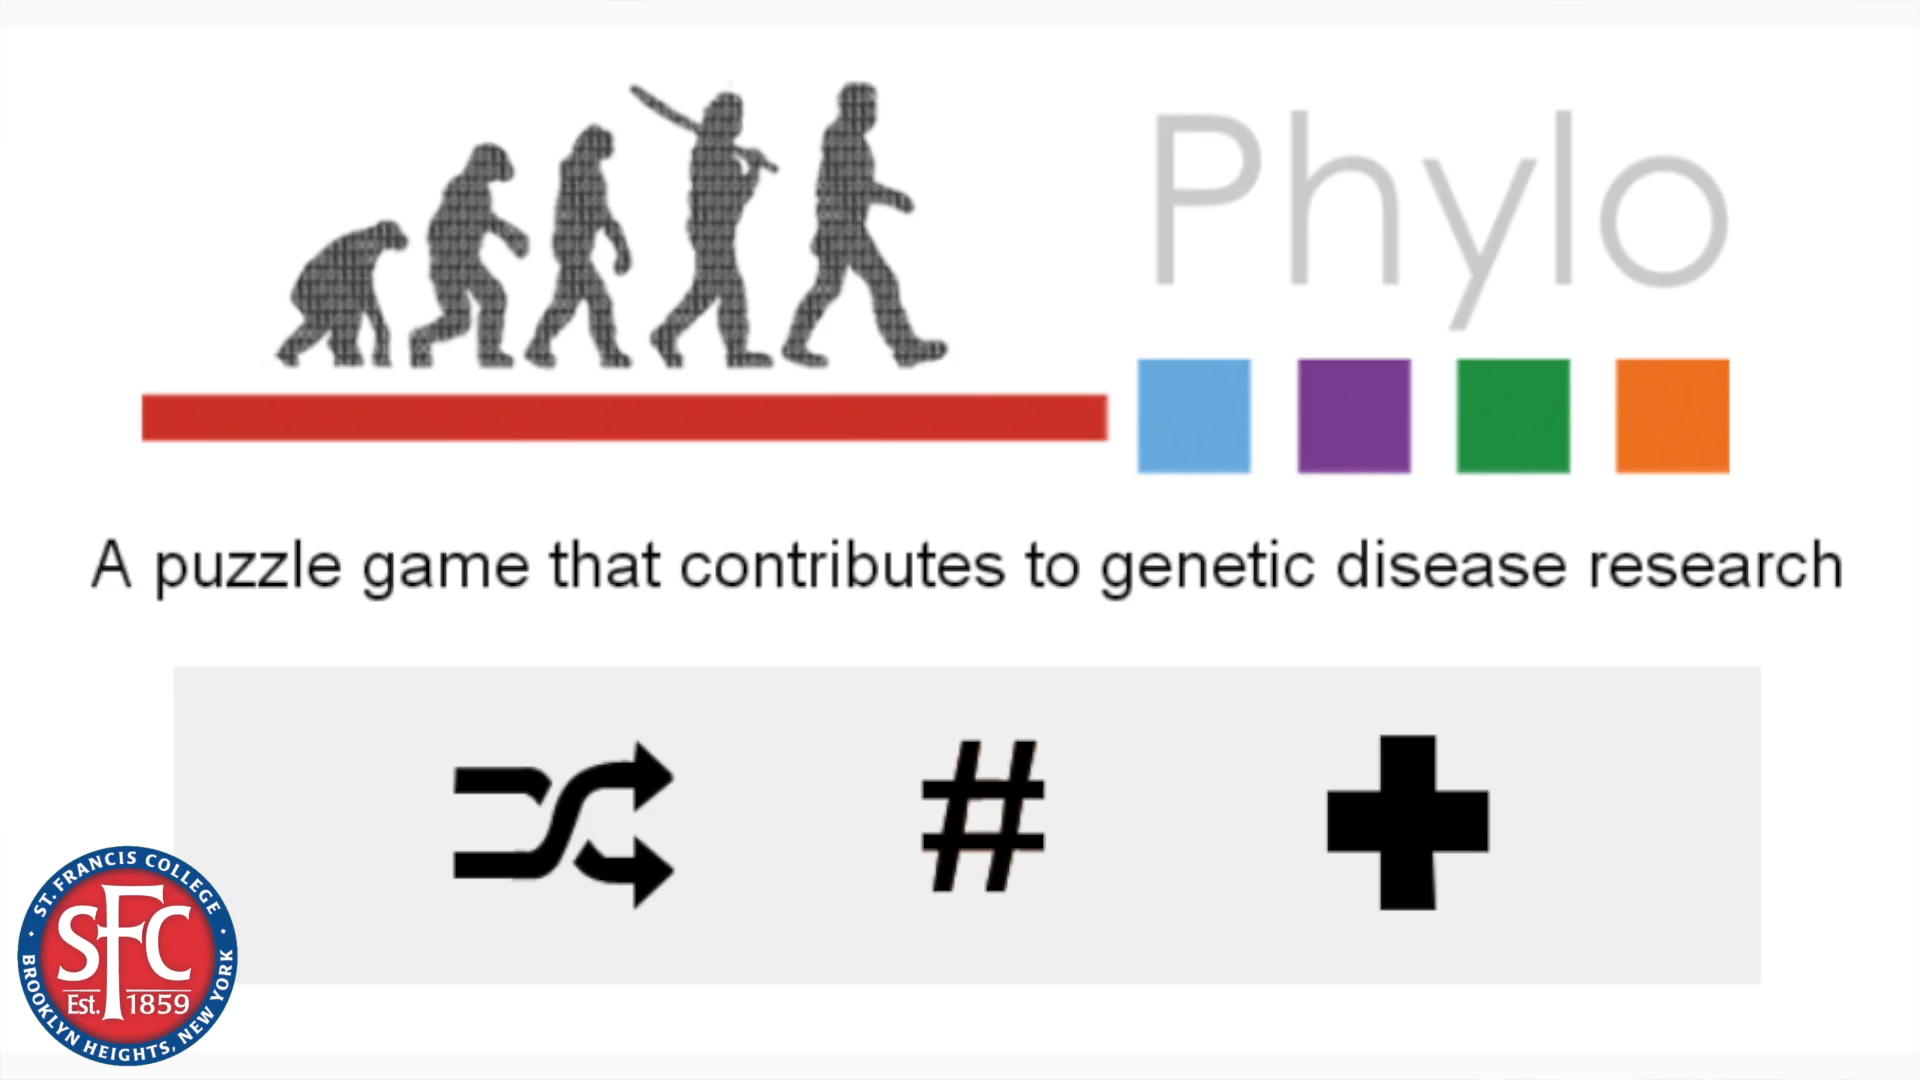 Phylo
A puzzle game that contributes to genetic disease research
#
ST. FRANCIS COLLEGE
SFC
Est. 1859
BROOKLYN HEIGHTS, NEW YORK